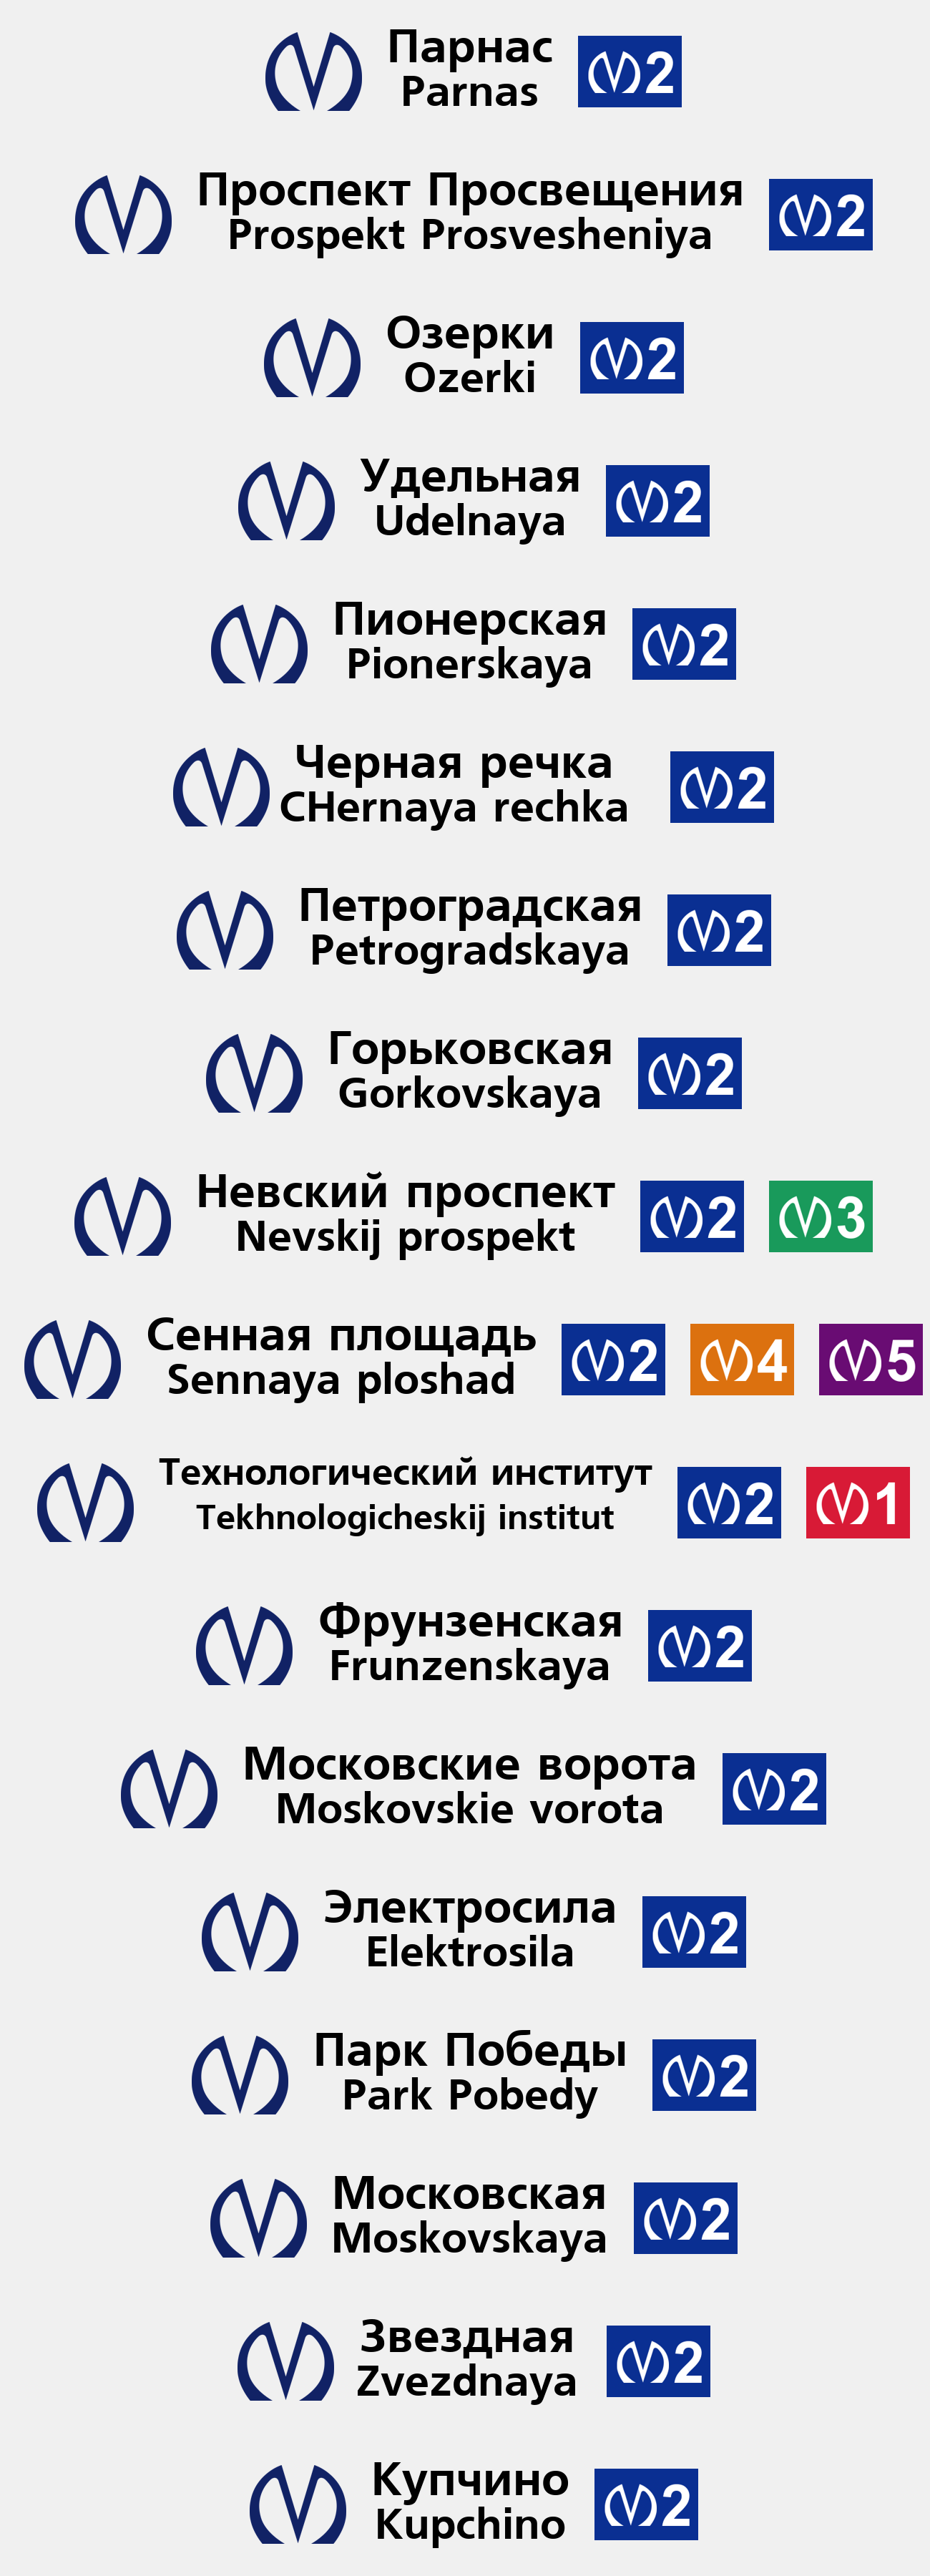 Парнас
Parnas
2
Проспект Просвещения
Prospekt Prosvesheniya
2
Озерки
Ozerki
2
Удельная
Udelnaya
2
Пионерская
Pionerskaya
2
Черная речка
CHernaya rechka
2
Петроградская
Petrogradskaya
2
Горьковская
Gorkovskaya
2
Невский проспект
Nevskij prospekt
2 3
Сенная площадь
Sennaya ploshad
2 4 5
Технологический институт
Tekhnologicheskij institut
2 1
Фрунзенская
Frunzenskaya
2
Московские ворота
Moskovskie vorota
2
Электросила
Elektrosila
2
Парк Победы
Park Pobedy
2
Московская
Moskovskaya
2
Звездная
Zvezdnaya
2
Купчино
Kupchino
2